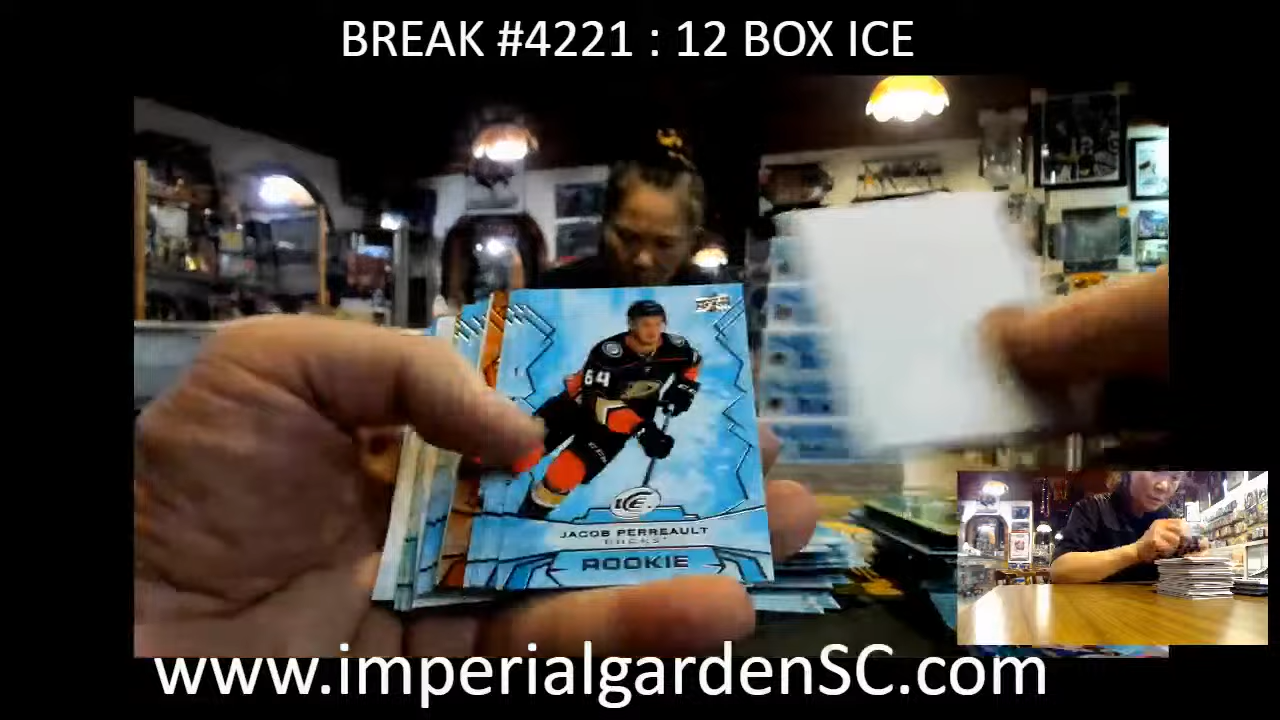 BREAK #4221 : 12 BOX ICE
64
ICE
JACOB PERREAULT
DUCKS
ROOKIE
www.imperialgardenSC.com